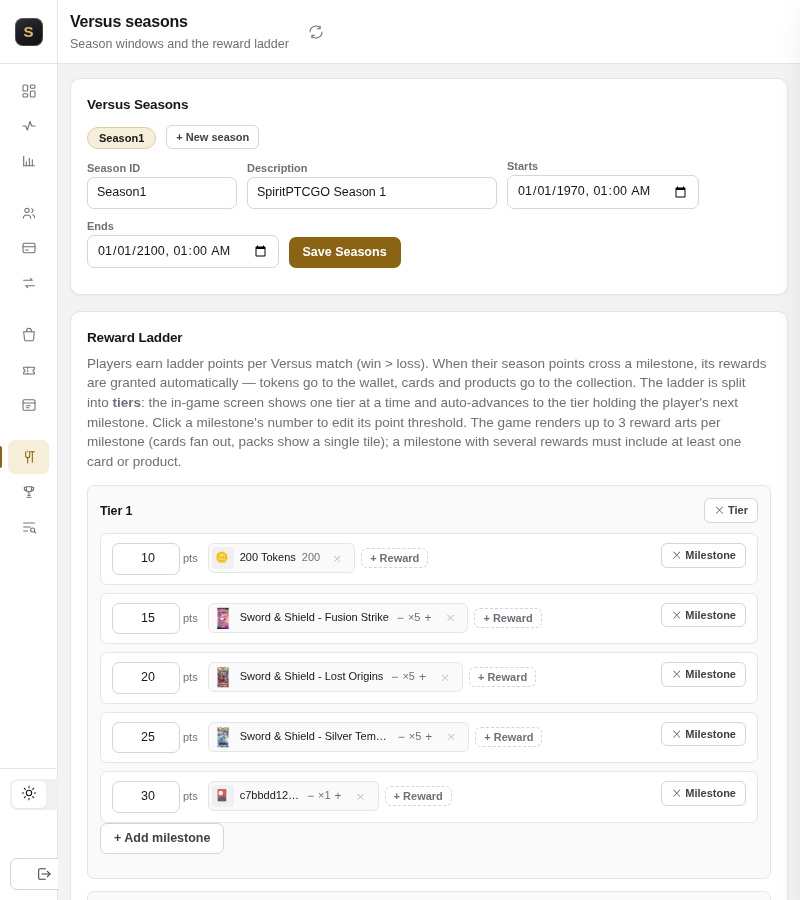 S
Versus seasons
Season windows and the reward ladder
Versus Seasons
Season1
+ New season
Season ID
Description
Starts
Season1
SpiritPTCGO Season 1
01/01/1970, 01:00 AM
Ends
01/01/2100, 01:00 AM
Save Seasons
Reward Ladder
Players earn ladder points per Versus match (win > loss). When their season points cross a milestone, its rewards
are granted automatically — tokens go to the wallet, cards and products go to the collection. The ladder is split
into tiers: the in-game screen shows one tier at a time and auto-advances to the tier holding the player's next
milestone. Click a milestone's number to edit its point threshold. The game renders up to 3 reward arts per
milestone (cards fan out, packs show a single tile); a milestone with several rewards must include at least one
card or product.
Tier 1
× Tier
10 pts 200 Tokens 200 × + Reward × Milestone
15 pts Sword & Shield - Fusion Strike − ×5 + × + Reward × Milestone
20 pts Sword & Shield - Lost Origins − ×5 + × + Reward × Milestone
25 pts Sword & Shield - Silver Tem… − ×5 + × + Reward × Milestone
30 pts c7bbdd12… − ×1 + × + Reward × Milestone
+ Add milestone